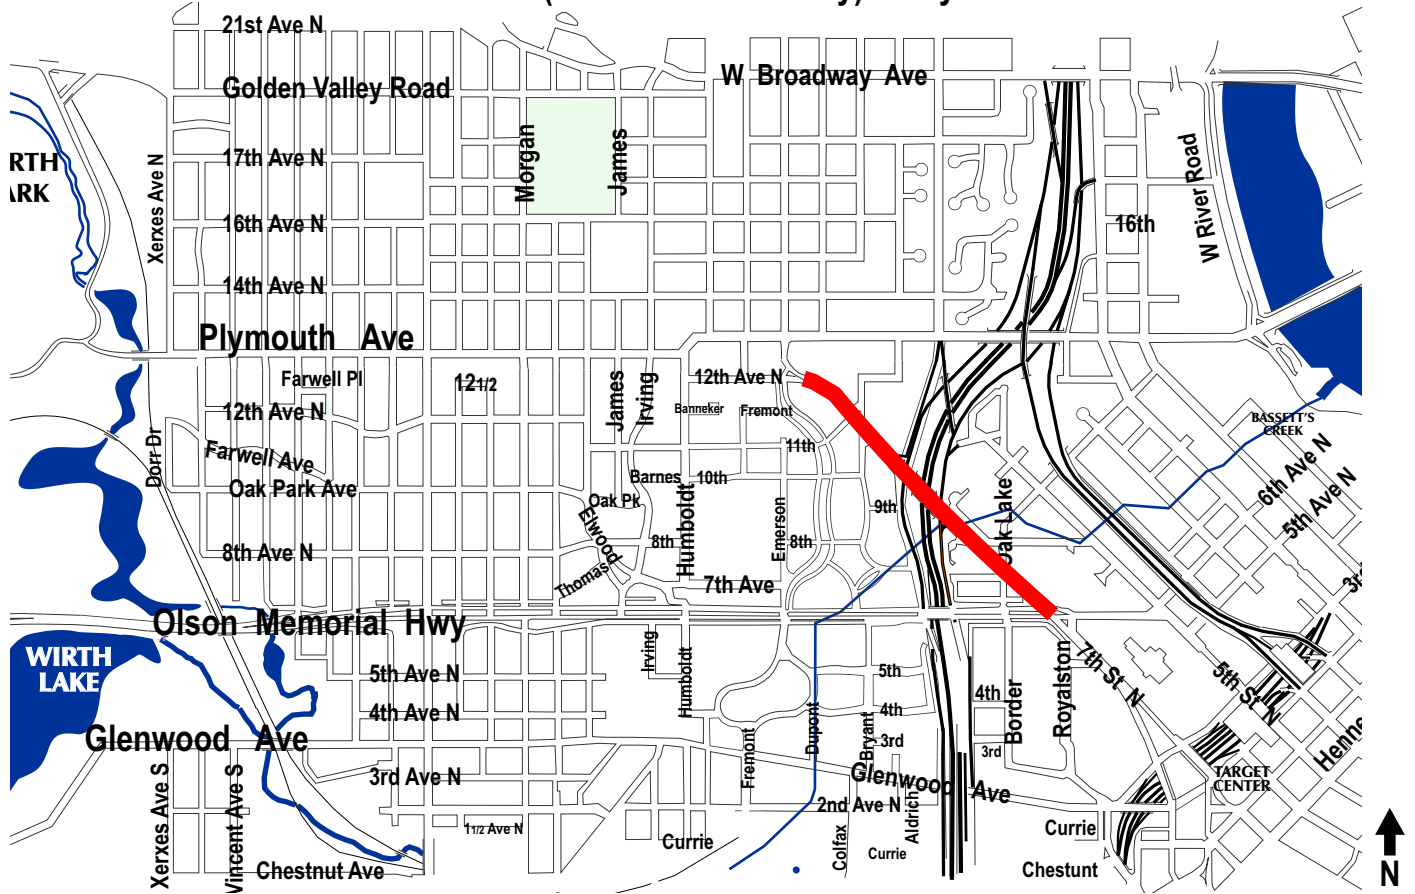 21st Ave N
Golden Valley Road
W Broadway Ave
RTH
ARK
Xerxes Ave N
17th Ave N
Morgan
James
W River Road
16th Ave N
16th
14th Ave N
Plymouth Ave
Farwell Pl
12 1/2
James
Irving
12th Ave N
12th Ave N
Banneker
Fremont
BASSETT'S
CREEK
Dorr Dr
Farwell Ave
11th
6th Ave N
Oak Park Ave
Barnes
10th
5th Ave N
Oak Pk
Humboldt
Emerson
9th
Oak Lake
Elwood
8th Ave N
8th
8th
3r
Thomas
7th Ave
Olson Memorial Hwy
WIRTH
LAKE
Irving
Humboldt
5th Ave N
5th
4th Ave N
4th
4th
Border
Royalston
7th St N
5th St N
Glenwood Ave
Fremont
Dupont
Bryant
3rd
3rd
Henne
3rd Ave N
Glenwood Ave
TARGET
CENTER
Xerxes Ave S
Vincent Ave S
2nd Ave N
Aldrich
1 1/2 Ave N
Currie
Colfax
Currie
Currie
Chestnut Ave
Chestunt
N